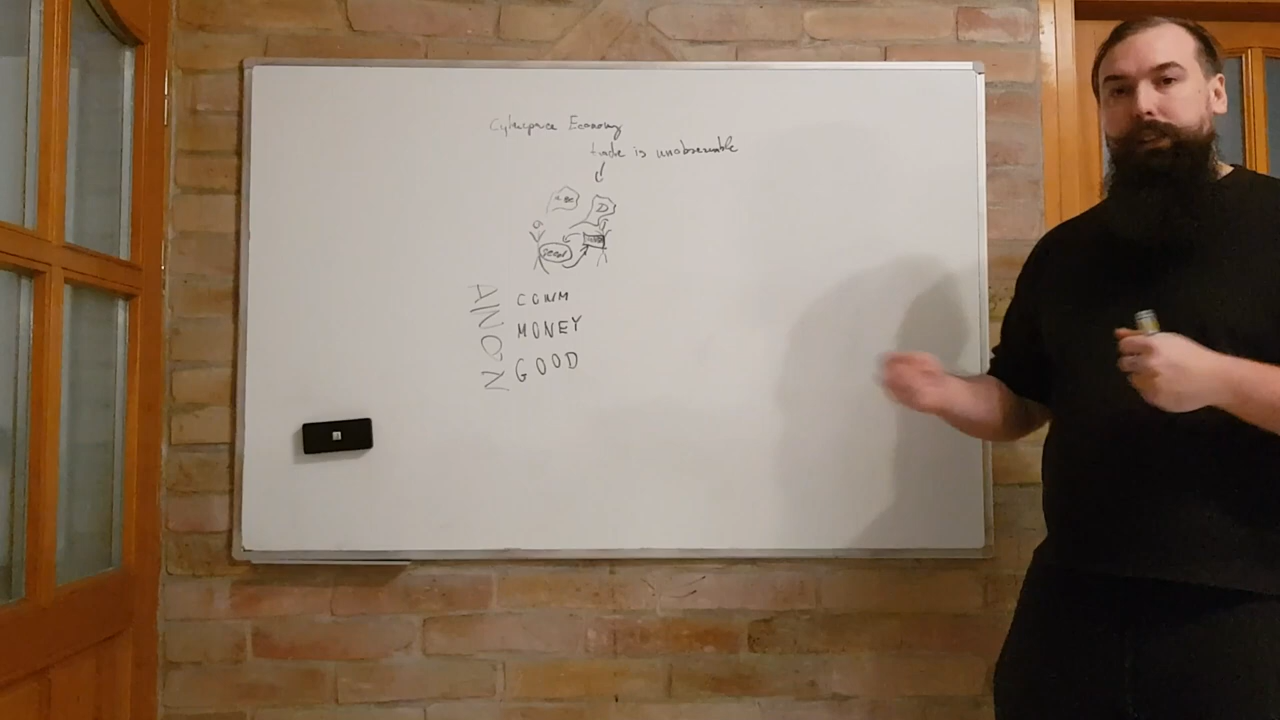 Cyberspace Economy
trade is unobservable
D
ANON
COMM
MONEY
GOOD